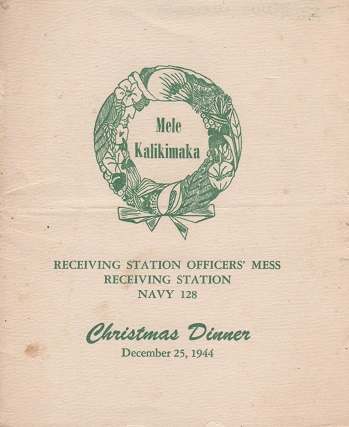 Mele
Kalikimaka
RECEIVING STATION OFFICERS' MESS
RECEIVING STATION
NAVY 128
Christmas Dinner
December 25, 1944